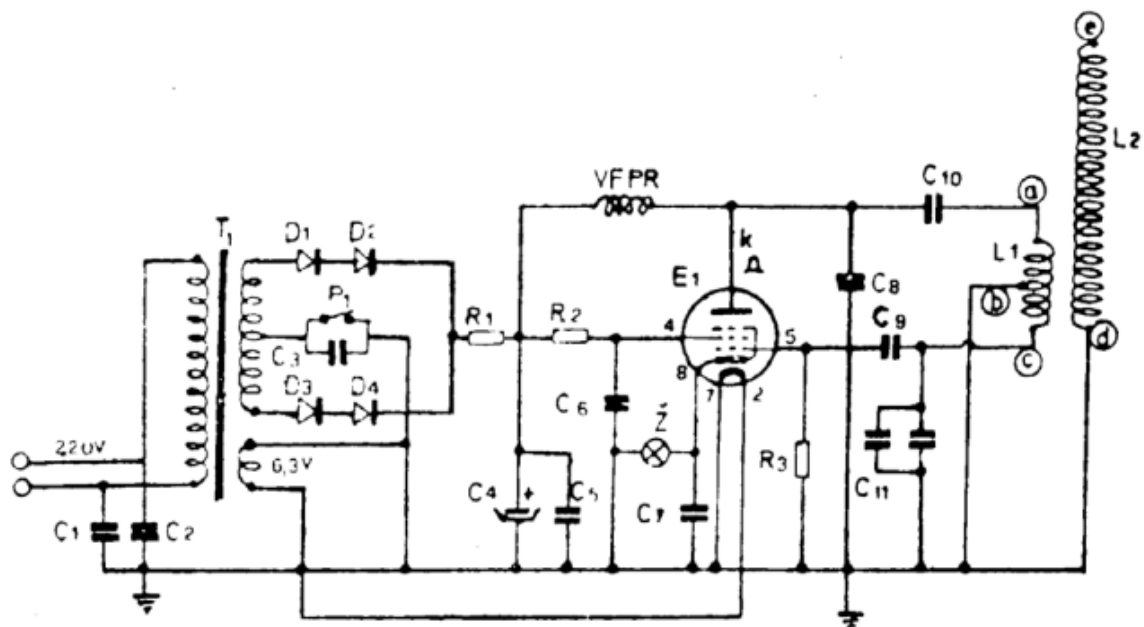 e
L2
VFPR
C10
a
T1
D1
D2
k
L1
P1
E1
C8
b
R1
R2
C9
4
5
C3
8
d
D3
D4
7
2
c
C6
Ž
220V
6,3V
R3
C4
+
C5
C11
C1
C2
C7